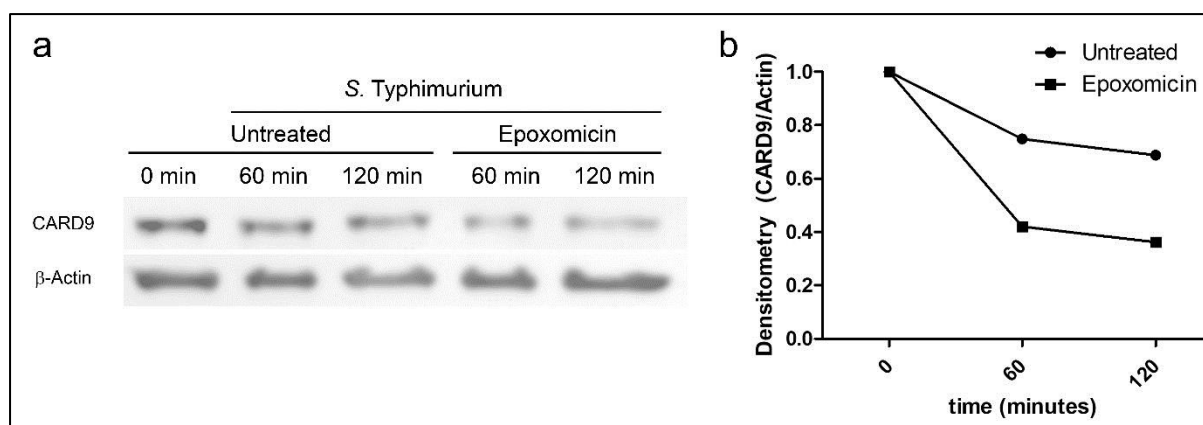 a
S. Typhimurium
Untreated Epoxomicin
0 min 60 min 120 min 60 min 120 min
CARD9
β-Actin
b
Untreated
Epoxomicin
Densitometry (CARD9/Actin)
1.0
0.8
0.6
0.4
0.2
0.0
0 60 120
time (minutes)